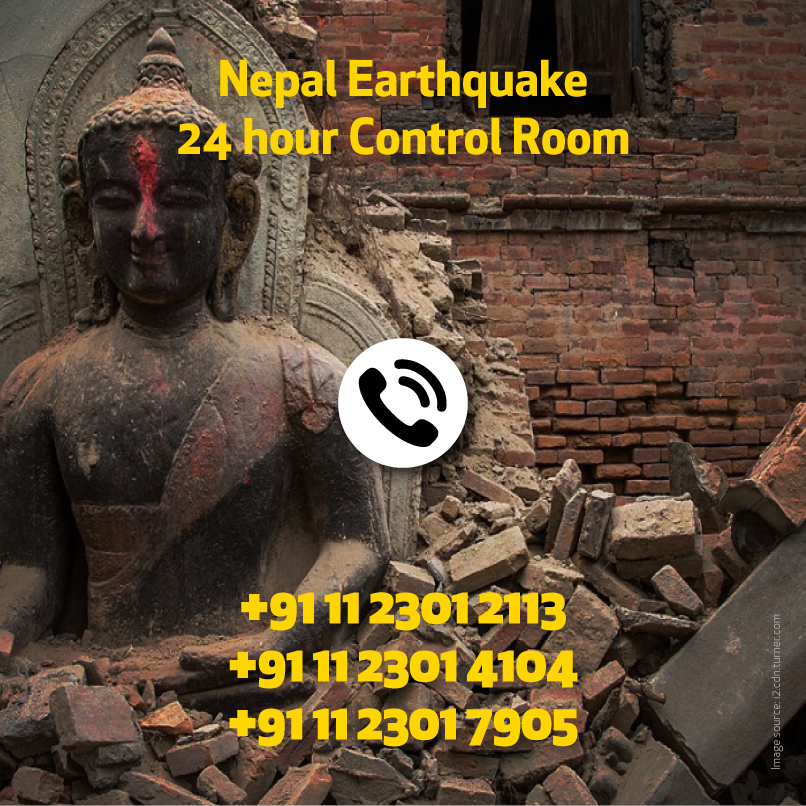 Nepal Earthquake
24 hour Control Room
+91 11 2301 2113
+91 11 2301 4104
+91 11 2301 7905
Image source: i2.cdn.turner.com